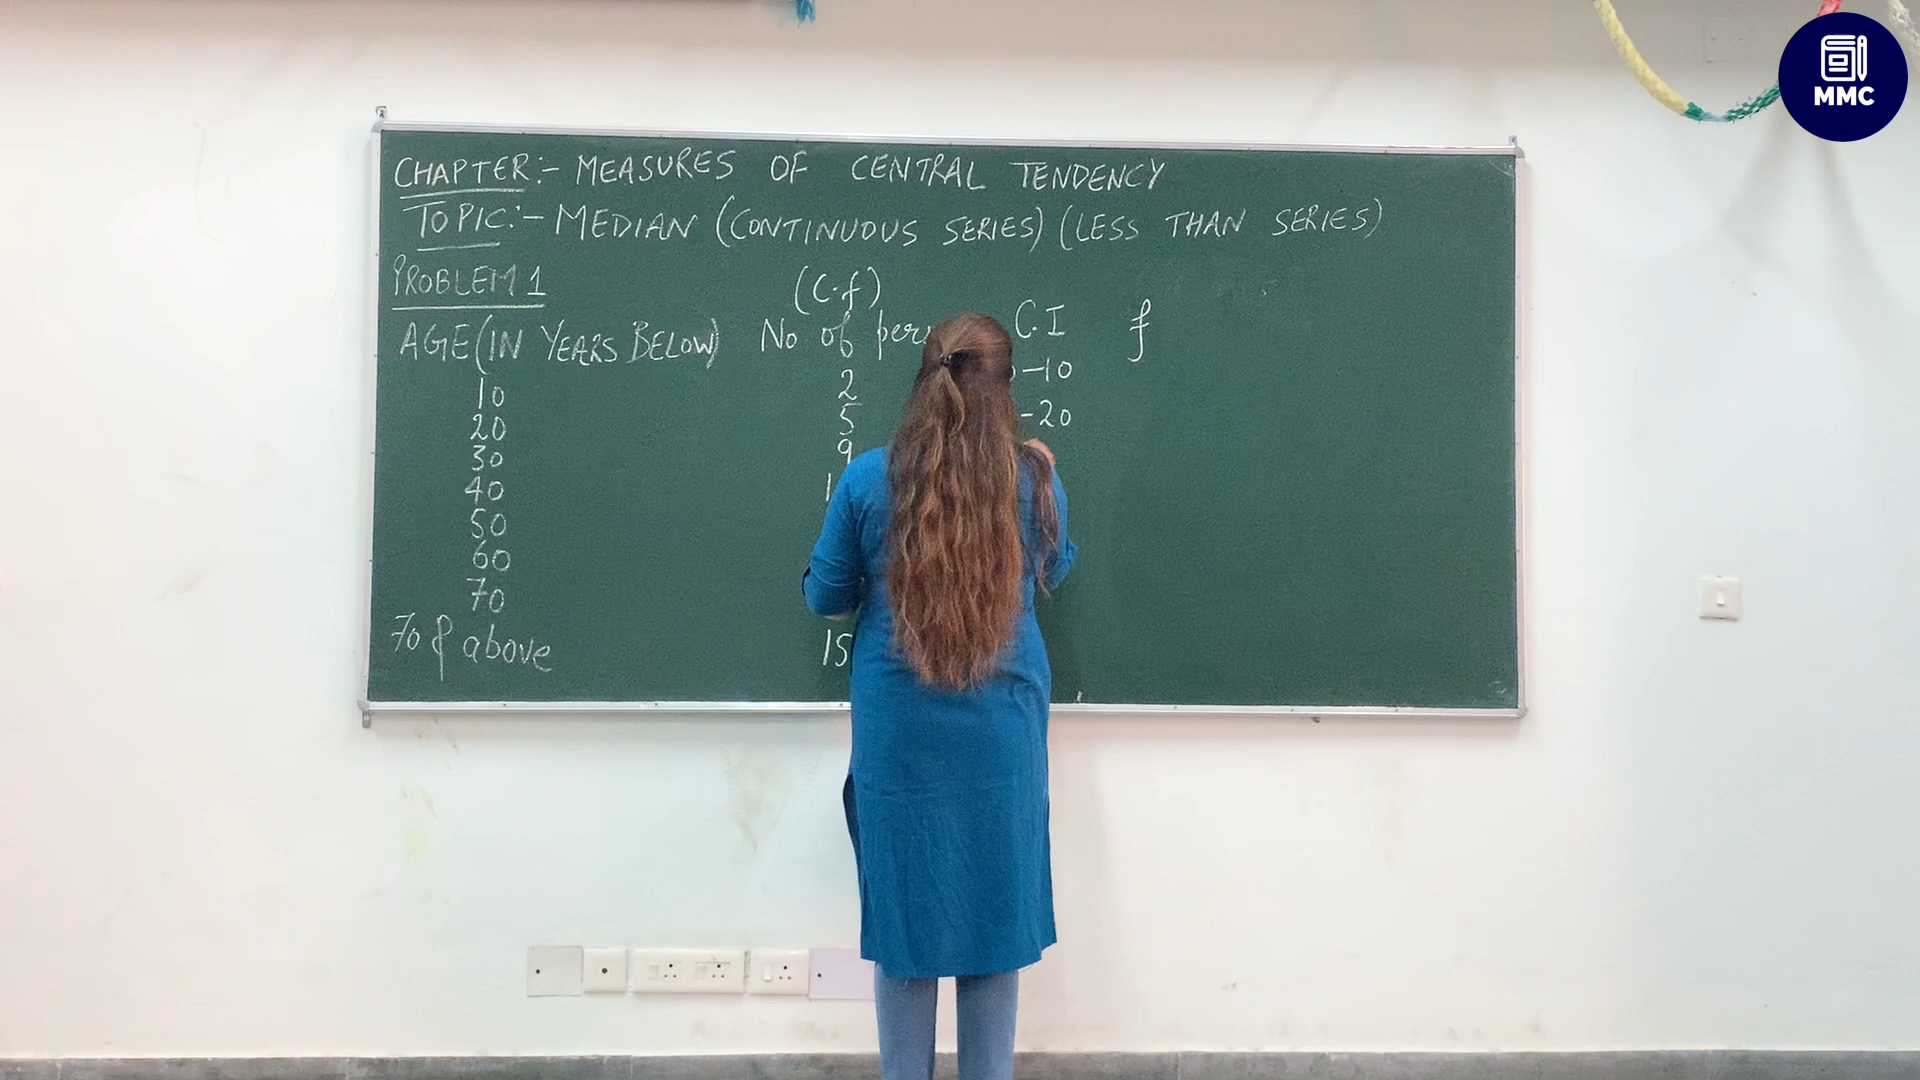 MMC
CHAPTER:- MEASURES OF CENTRAL TENDENCY
TOPIC:- MEDIAN (CONTINUOUS SERIES) (LESS THAN SERIES)
PROBLEM 1
(C.f)
AGE (IN YEARS BELOW) No of C.I f
10 2 -10
20 5 -20
30 9
40
50
60
70
70 & above 15